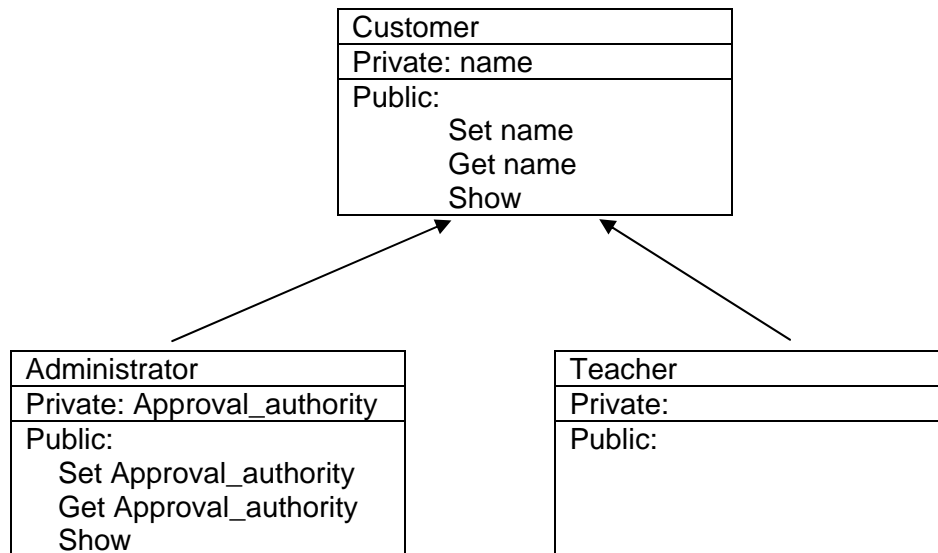 Customer
Private: name
Public:
Set name
Get name
Show
Administrator
Private: Approval_authority
Public:
Set Approval_authority
Get Approval_authority
Show
Teacher
Private:
Public: